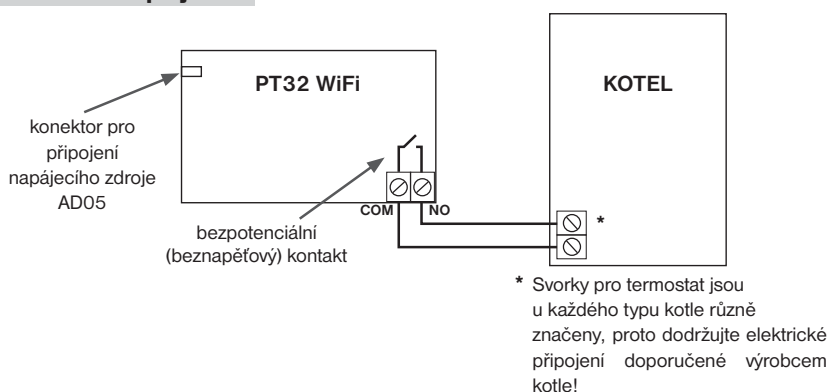 PT32 WiFi
KOTEL
konektor pro
připojení
napájecího zdroje
AD05
COM
NO
*
bezpotenciální
(beznapěťový) kontakt
* Svorky pro termostat jsou
u každého typu kotle různě
značeny, proto dodržujte elektrické
připojení doporučené výrobcem
kotle!